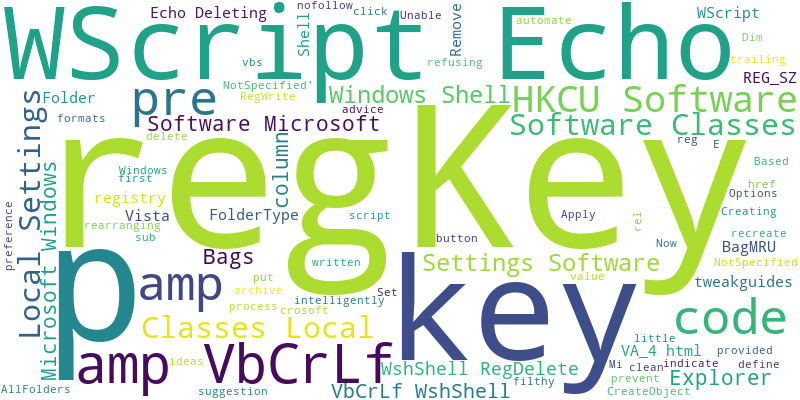 Echo Deleting
nofollow
click
Unable
WScript
WScript Echo
Shell
Remove
automate
Dim
vbs
refusing
trailing
NotSpecified'
REG_SZ
Folder
pre
RegWrite
Windows Shell
HKCU Software
formats
advice
Software Microsoft
Software Classes
delete
reg
E
Local Settings
Microsoft Windows
column
regKey
Based
Windows
first
registry
href
Options
preference
Vista
FolderType
script
Apply
rel
Creating
rearranging
recreate
sub
button
Now
BagMRU
p
Bags
written
Settings Software
NotSpecified
amp
put
key
value
tweakguides
archive
intelligently
Set
process
crosoft
code
Classes Local
little
amp VbCrLf
VA_4 html
provided
ideas
WshShell RegDelete
Mi
clean
indicate
define
Explorer
AllFolders
suggestion
VbCrLf WshShell
filthy
prevent
CreateObject